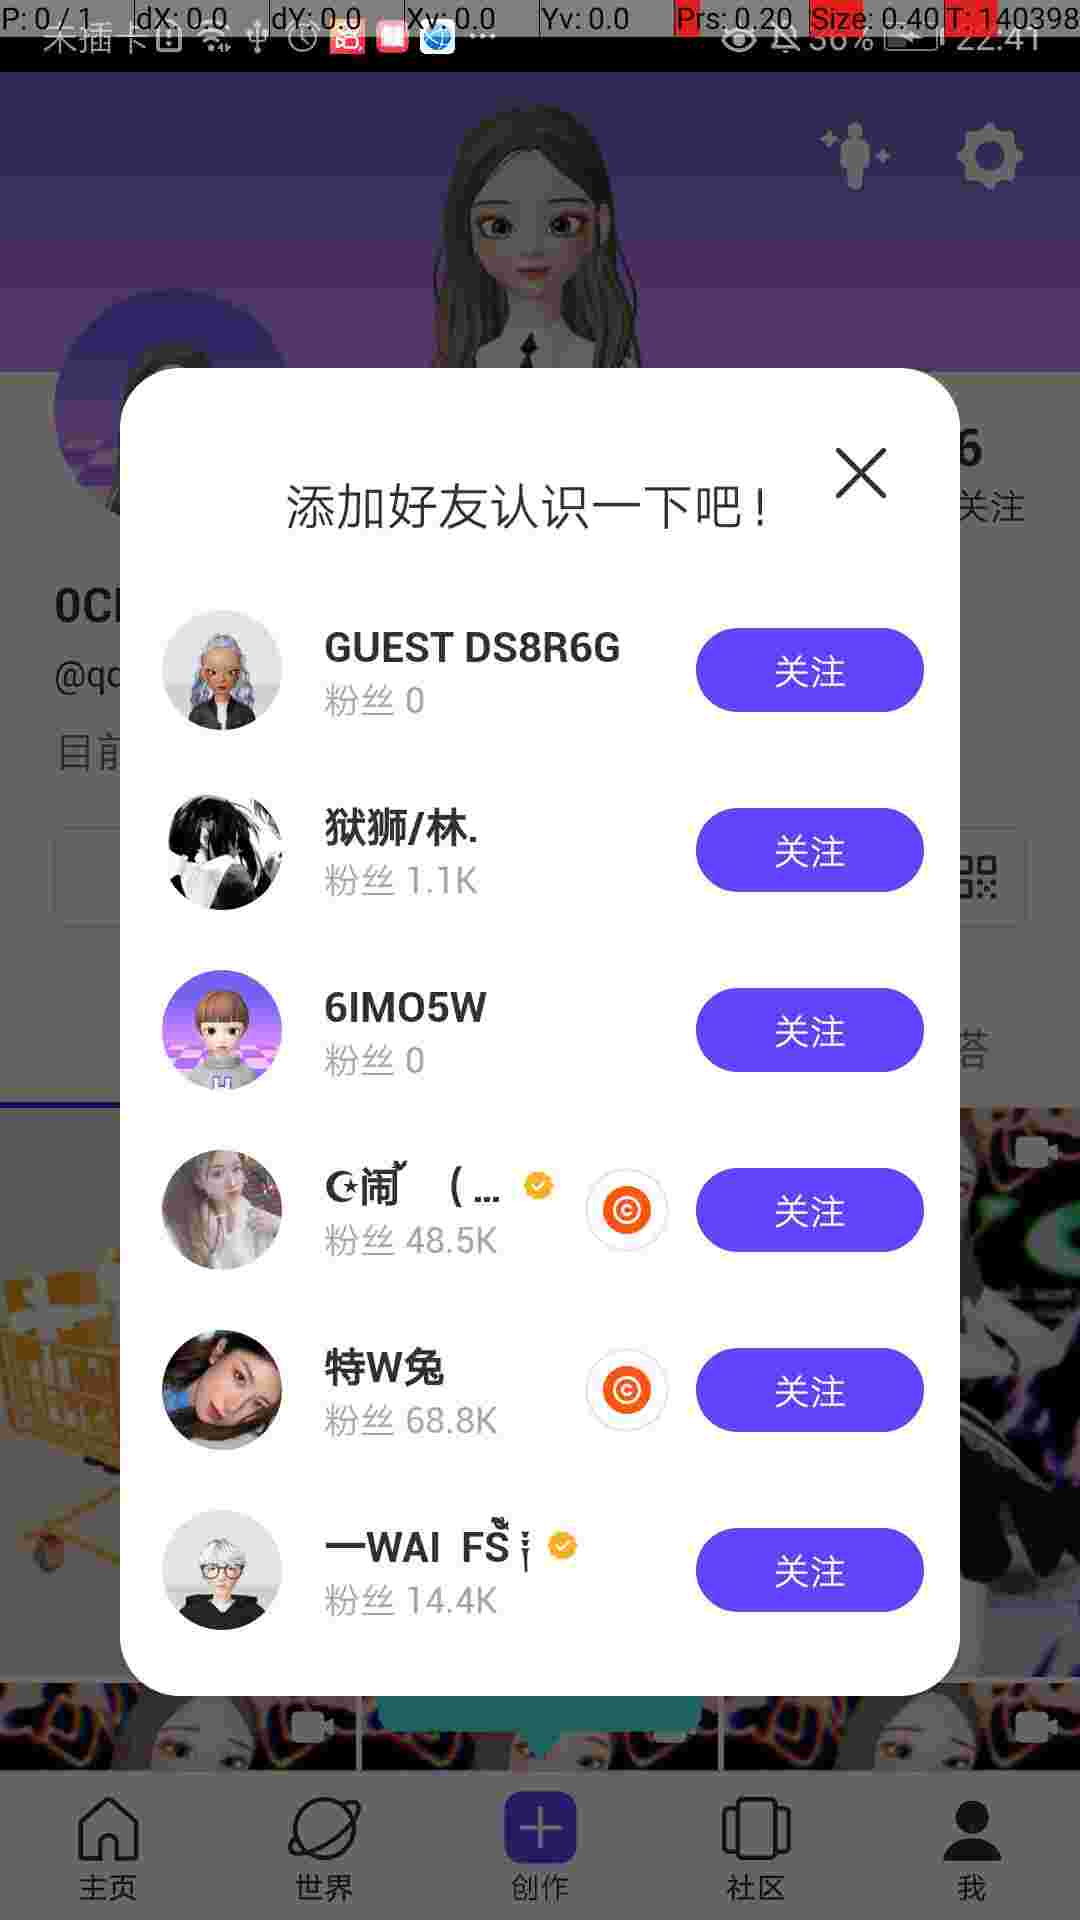 P: 0 / 1 dX: 0.0 dY: 0.0 Xv: 0.0 Yv: 0.0 Prs: 0.20 Size: 0.40 T: 140398
未插卡 36% 22:41
6
关注
添加好友认识一下吧！
0C
@qc
目前
GUEST DS8R6G
粉丝 0
关注
狱狮/林.
粉丝 1.1K
关注
6IMO5W
粉丝 0
关注
答
☪闹 ( ...
粉丝 48.5K
关注
特W兔
粉丝 68.8K
关注
一WAI FS
粉丝 14.4K
关注
主页 世界 创作 社区 我